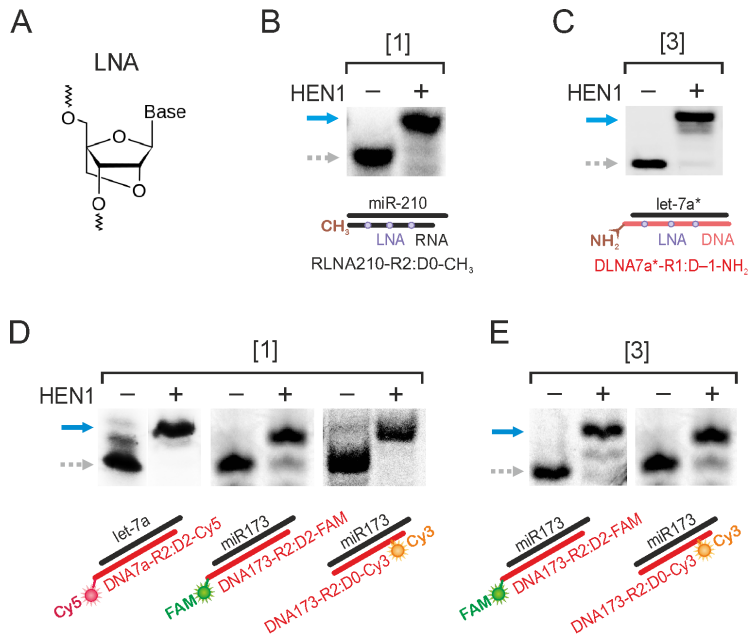 A
LNA
O
Base
O
O
O
B
[1]
HEN1 – +
miR-210
CH₃
LNA RNA
RLNA210-R2:D0-CH₃
C
[3]
HEN1 – +
let-7a*
NH₂
LNA DNA
DLNA7a*-R1:D–1-NH₂
D
[1]
HEN1 – + – + – +
let-7a
DNA7a-R2:D2-Cy5
Cy5
miR173
DNA173-R2:D2-FAM
FAM
miR173
DNA173-R2:D0-Cy3
Cy3
E
[3]
– + – +
miR173
DNA173-R2:D2-FAM
FAM
miR173
DNA173-R2:D0-Cy3
Cy3